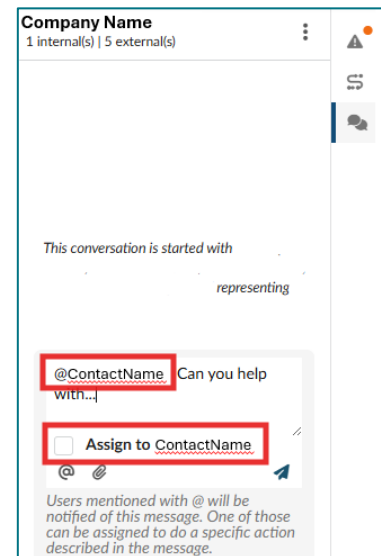 Company Name
1 internal(s) | 5 external(s)
This conversation is started with
representing
@ContactName Can you help
with...
Assign to ContactName
@
Users mentioned with @ will be
notified of this message. One of those
can be assigned to do a specific action
described in the message.